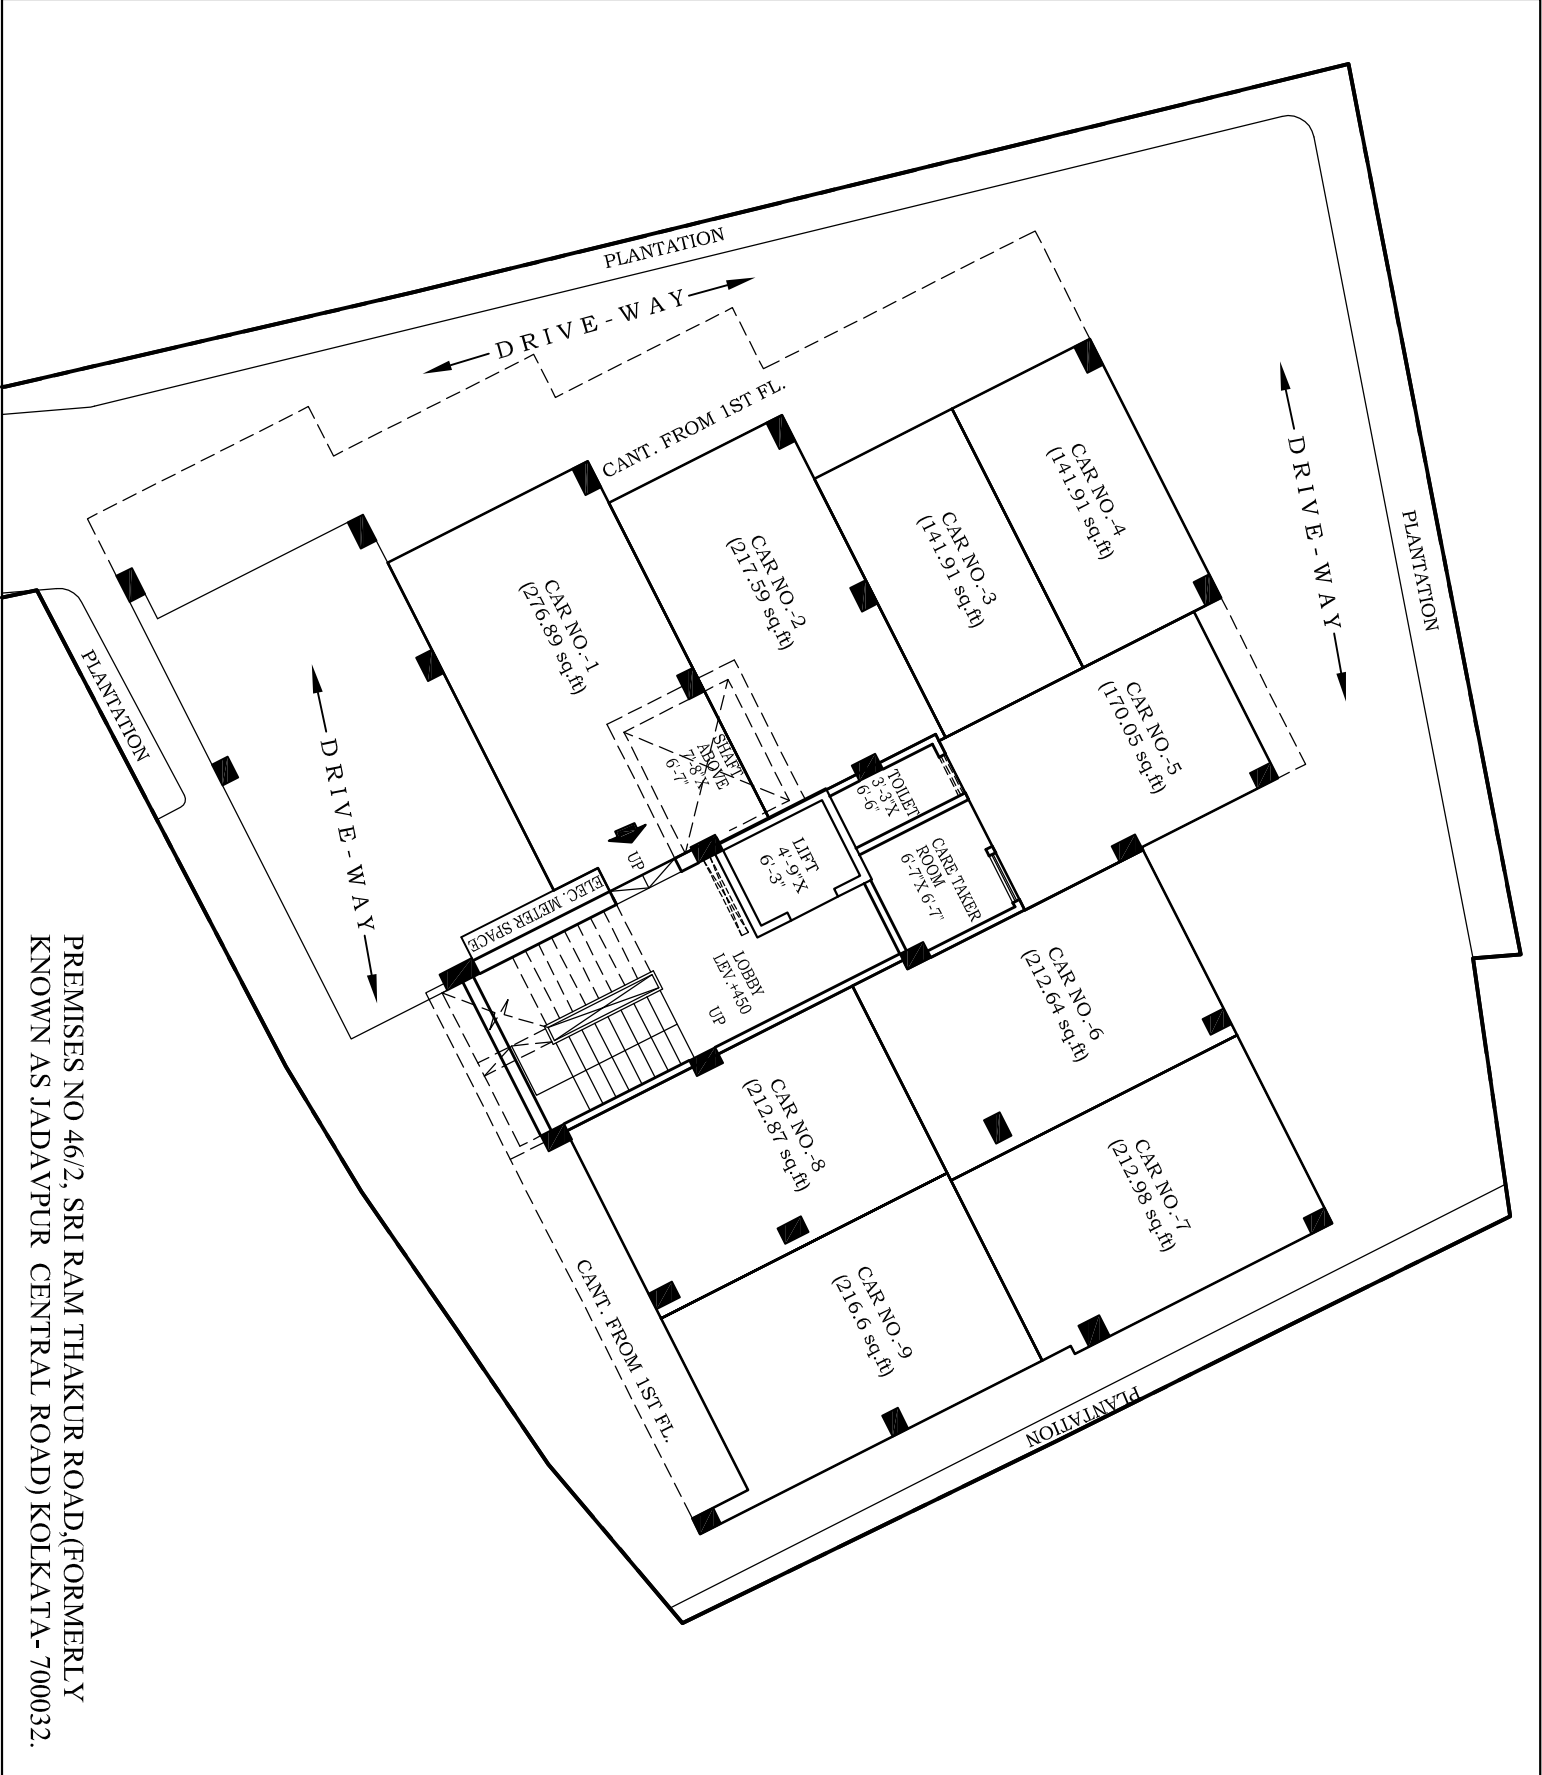 PLANTATION
DRIVE-WAY
CANT. FROM 1ST FL.
PLANTATION
DRIVE-WAY
CAR NO.-4
(141.91 sq.ft)
CAR NO.-3
(141.91 sq.ft)
CAR NO.-2
(217.59 sq.ft)
CAR NO.-1
(276.89 sq.ft)
CAR NO.-5
(170.05 sq.ft)
PLANTATION
DRIVE-WAY
SHAFT
ABOVE
7'-8"X
6'-7"
TOILET
3'-3"X
6'-6"
LIFT
4'-9"X
6'-3"
CARE TAKER
ROOM
6'-7"X 6'-7"
UP
ELEC. METER SPACE
LOBBY
LEV.+450
UP
CAR NO.-6
(212.64 sq.ft)
CAR NO.-8
(212.87 sq.ft)
CAR NO.-7
(212.98 sq.ft)
CAR NO.-9
(216.6 sq.ft)
CANT. FROM 1ST FL.
PLANTATION
PREMISES NO 46/2, SRI RAM THAKUR ROAD,(FORMERLY
KNOWN AS JADAVPUR CENTRAL ROAD) KOLKATA- 700032.